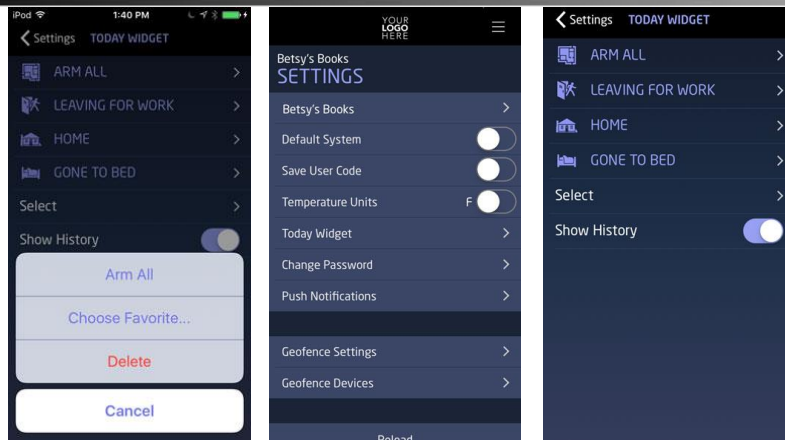 iPod 1:40 PM
Settings TODAY WIDGET
ARM ALL
LEAVING FOR WORK
HOME
GONE TO BED
Select
Show History
Arm All
Choose Favorite...
Delete
Cancel
YOUR
LOGO
HERE
Betsy's Books
SETTINGS
Betsy's Books
Default System
Save User Code
Temperature Units F
Today Widget
Change Password
Push Notifications
Geofence Settings
Geofence Devices
Reload
Settings TODAY WIDGET
ARM ALL
LEAVING FOR WORK
HOME
GONE TO BED
Select
Show History